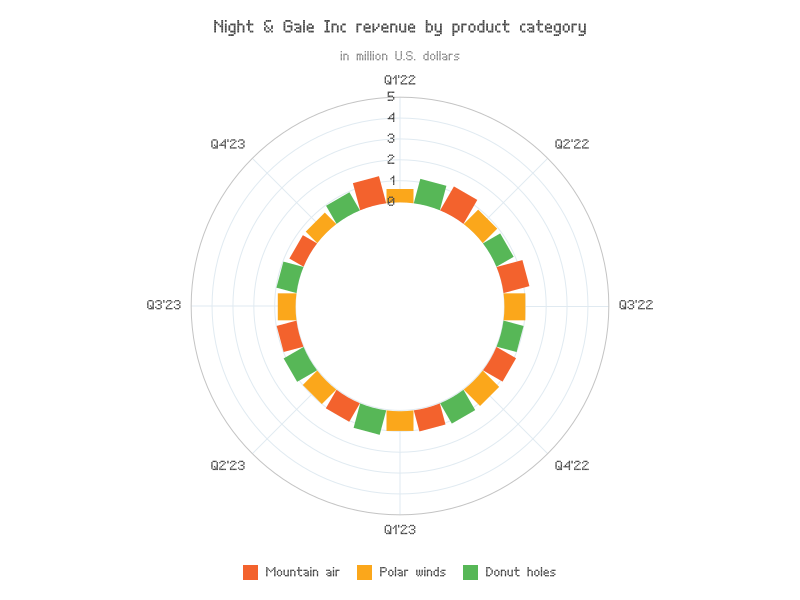 Night & Gale Inc revenue by product category
in million U.S. dollars
Q1'22
5
4
3
2
1
0
Q4'23
Q2'22
Q3'23
Q3'22
Q2'23
Q4'22
Q1'23
Mountain air
Polar winds
Donut holes